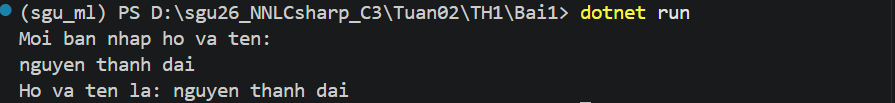 (sgu_ml) PS D:\sgu26_NNLCsharp_C3\Tuan02\TH1\Bai1> dotnet run
Moi ban nhap ho va ten:
nguyen thanh dai
Ho va ten la: nguyen thanh dai